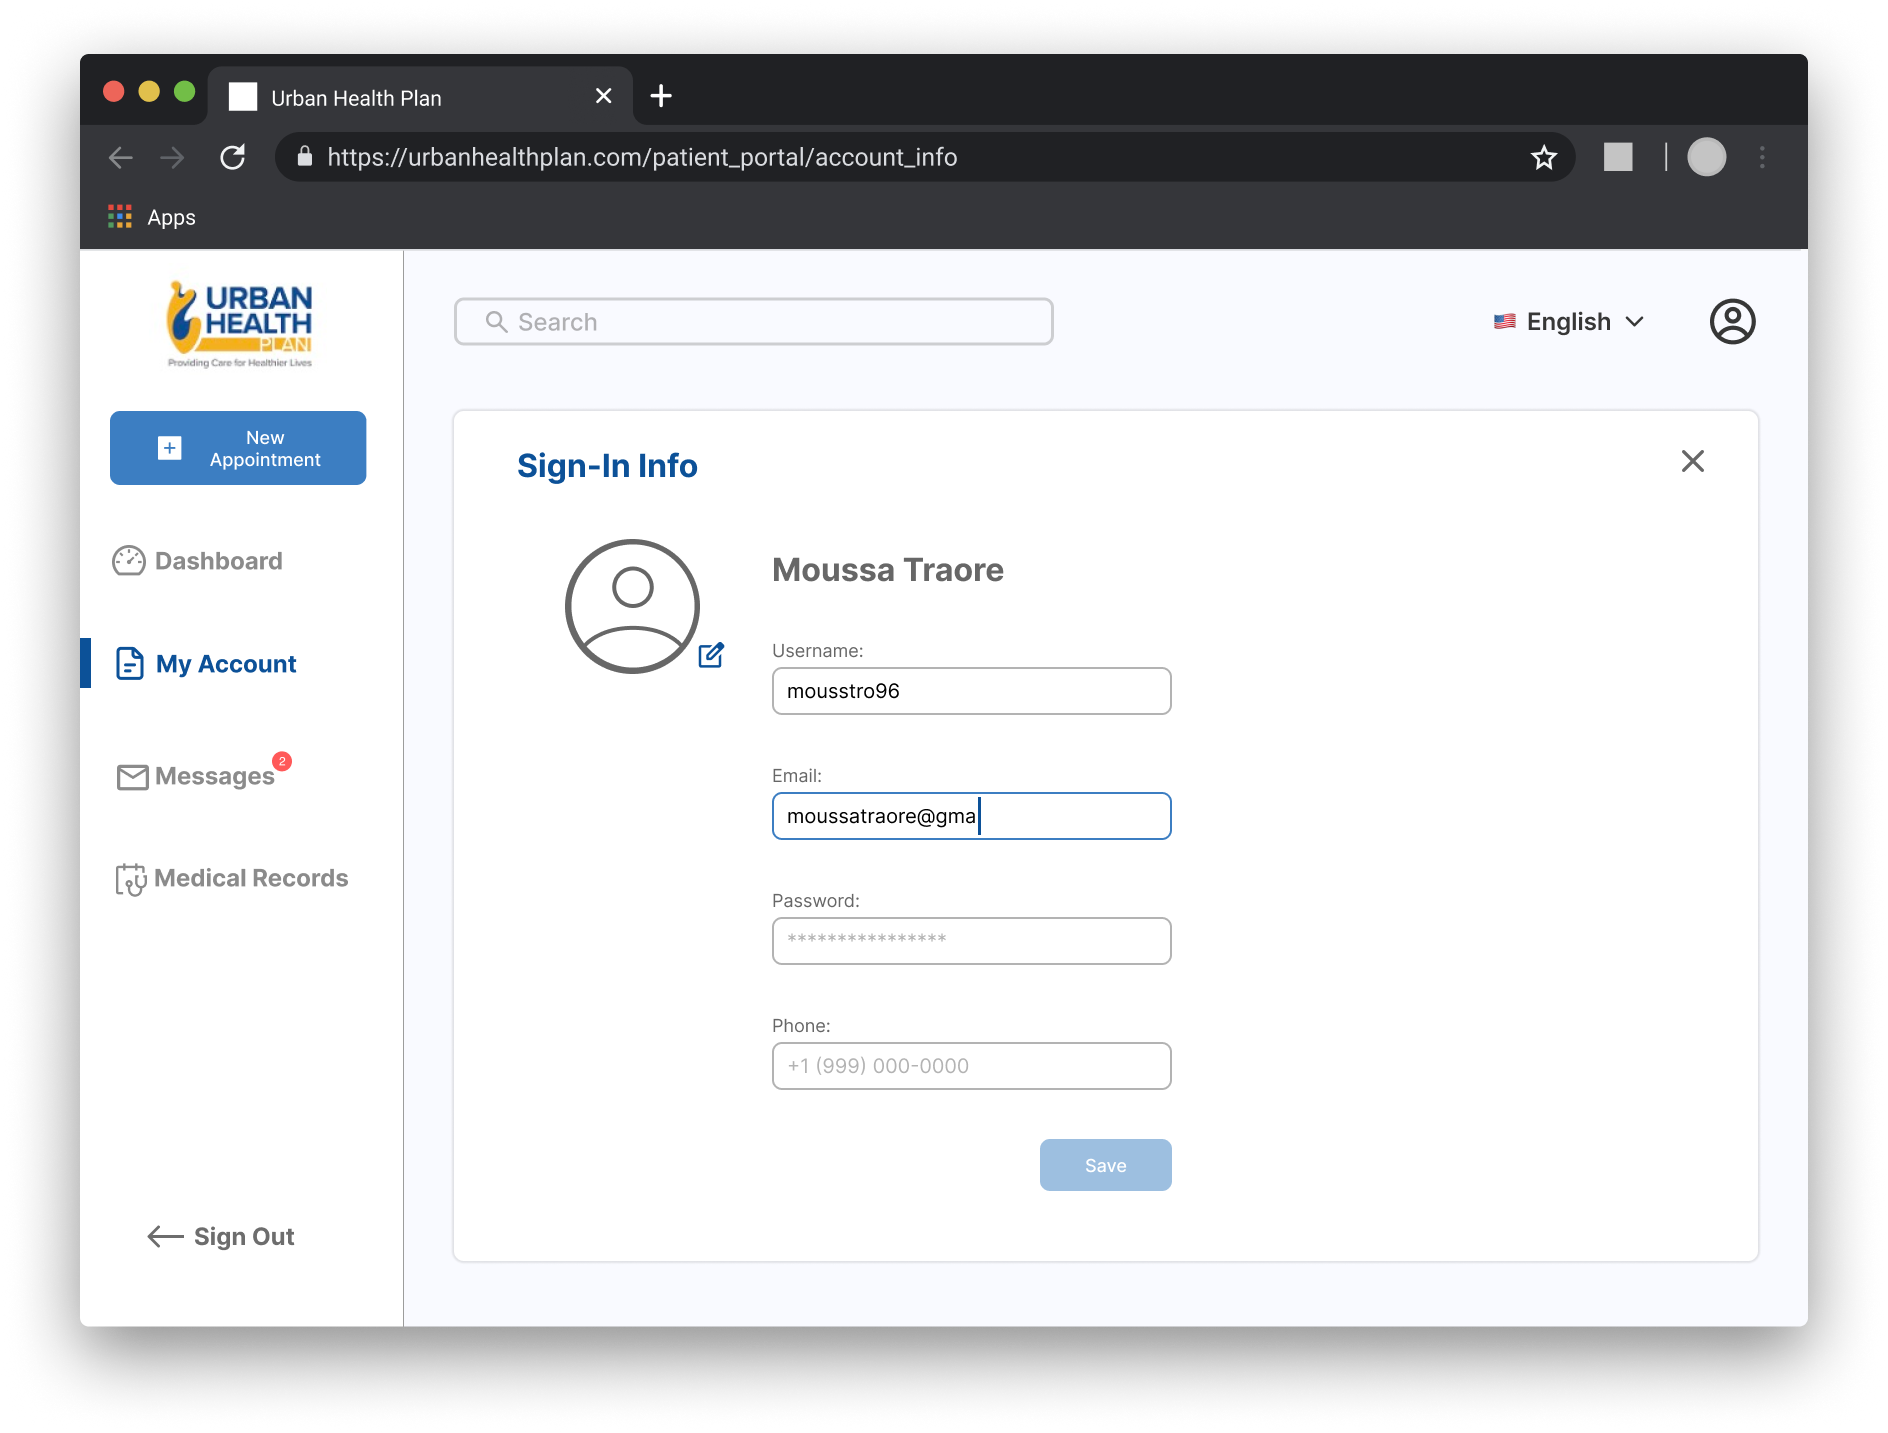 Urban Health Plan
https://urbanhealthplan.com/patient_portal/account_info
Apps
URBAN
HEALTH
PLAN
Providing Care for Healthier Lives
Search
English
New
Appointment
Dashboard
My Account
Messages
2
Medical Records
Sign Out
Sign-In Info
Moussa Traore
Username:
mousstro96
Email:
moussatraore@gma
Password:
****************
Phone:
+1 (999) 000-0000
Save